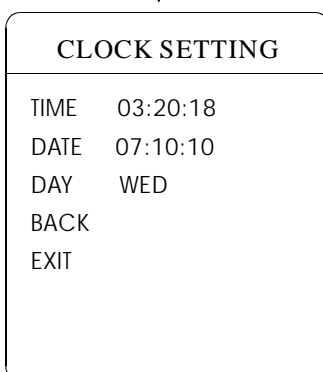 CLOCK SETTING
TIME 03:20:18
DATE 07:10:10
DAY WED
BACK
EXIT